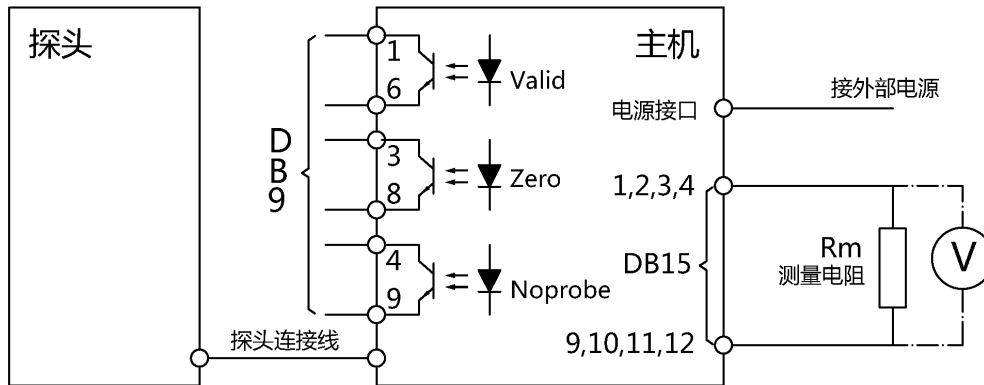 探头
主机
DB9
1
6
Valid
3
8
Zero
4
9
Noprobe
探头连接线
电源接口
接外部电源
1,2,3,4
DB15
9,10,11,12
Rm
测量电阻
V